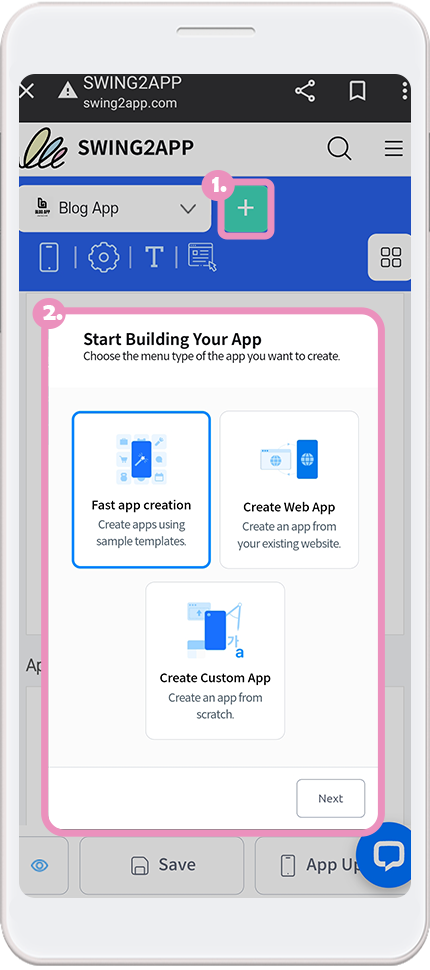 SWING2APP
swing2app.com
SWING2APP
1.
Blog App
+
T
2.
Start Building Your App
Choose the menu type of the app you want to create.
Fast app creation
Create apps using
sample templates.
Create Web App
Create an app from
your existing website.
가
a
Create Custom App
Create an app from
scratch.
Ap
Next
Save
App Up